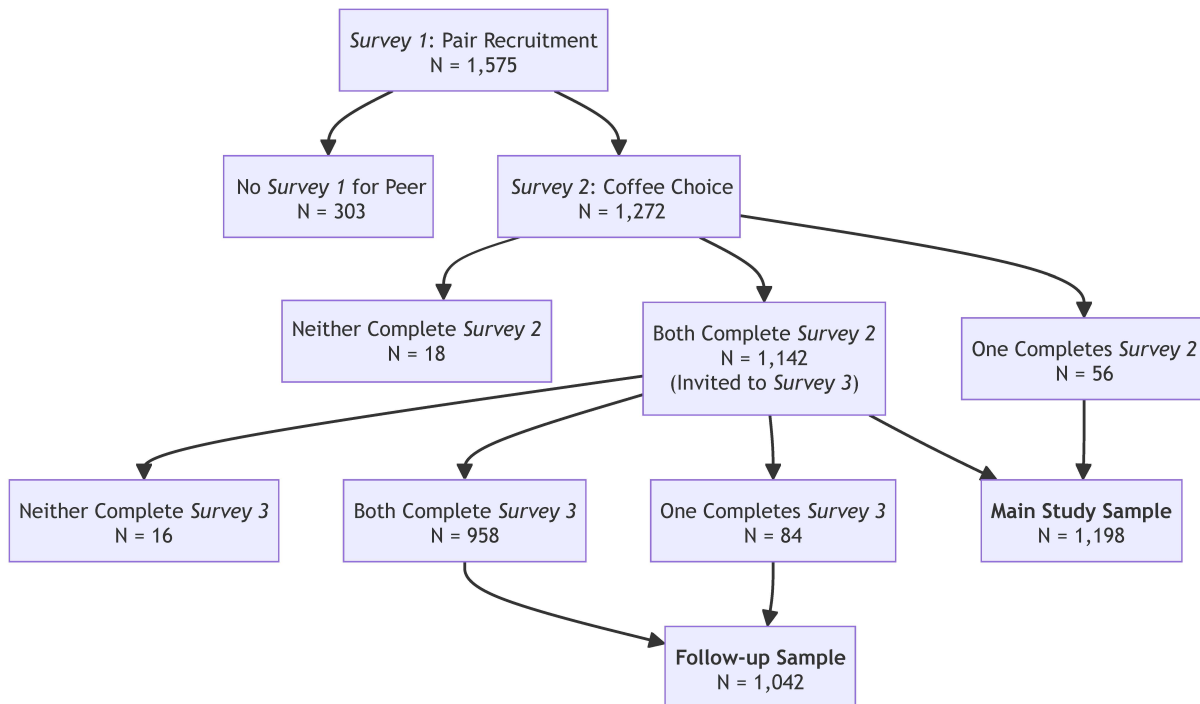 Survey 1: Pair Recruitment
N = 1,575
No Survey 1 for Peer
N = 303
Survey 2: Coffee Choice
N = 1,272
Neither Complete Survey 2
N = 18
Both Complete Survey 2
N = 1,142
(Invited to Survey 3)
One Completes Survey 2
N = 56
Neither Complete Survey 3
N = 16
Both Complete Survey 3
N = 958
One Completes Survey 3
N = 84
Main Study Sample
N = 1,198
Follow-up Sample
N = 1,042